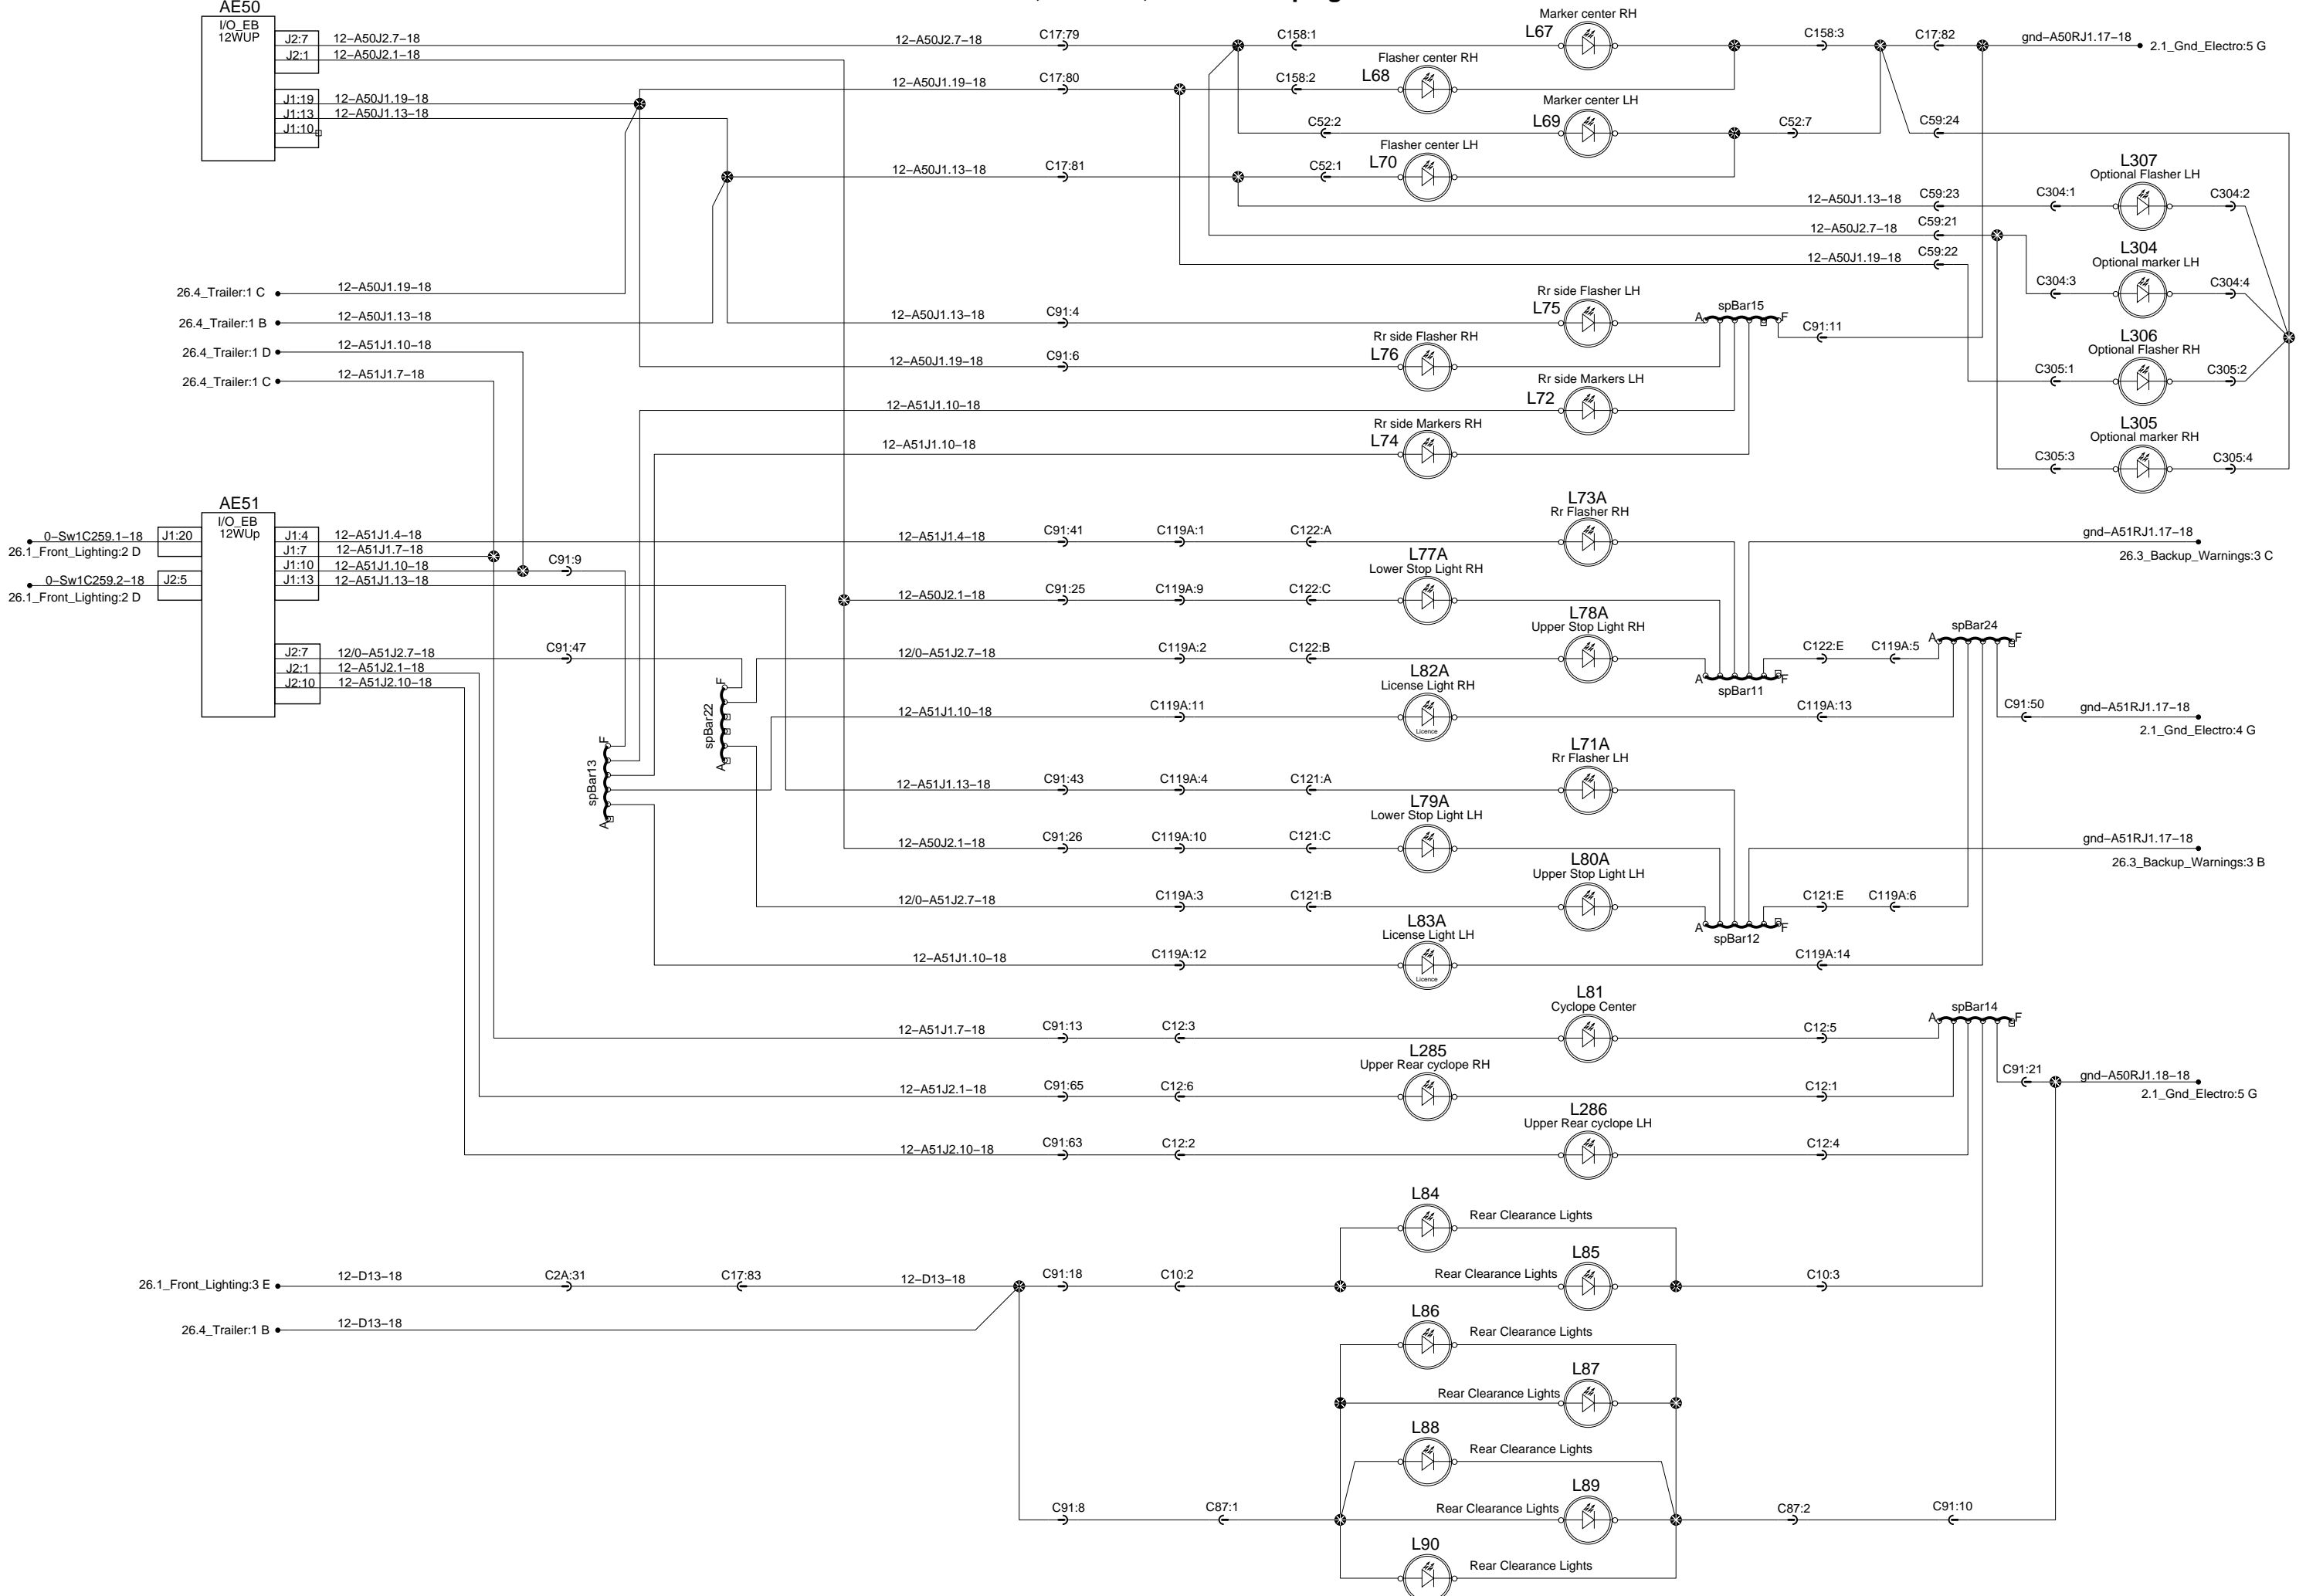 AE50
I/O_EB
12WUP
J2:7
12–A50J2.7–18
J2:1
12–A50J2.1–18
J1:19
12–A50J1.19–18
J1:13
12–A50J1.13–18
J1:10
12–A50J2.7–18
C17:79
C158:1
Marker center RH
L67
C158:3
C17:82
gnd–A50RJ1.17–18
2.1_Gnd_Electro:5 G
12–A50J1.19–18
C17:80
C158:2
Flasher center RH
L68
C52:2
Marker center LH
L69
C52:7
C59:24
12–A50J1.13–18
C17:81
C52:1
Flasher center LH
L70
12–A50J1.13–18
C59:23
C304:1
L307
Optional Flasher LH
C304:2
12–A50J2.7–18
C59:21
12–A50J1.19–18
C59:22
L304
Optional marker LH
C304:3
C304:4
L306
Optional Flasher RH
C305:1
C305:2
L305
Optional marker RH
C305:3
C305:4
26.4_Trailer:1 C
12–A50J1.19–18
26.4_Trailer:1 B
12–A50J1.13–18
26.4_Trailer:1 D
12–A51J1.10–18
26.4_Trailer:1 C
12–A51J1.7–18
12–A50J1.13–18
C91:4
Rr side Flasher LH
L75
spBar15
A
F
C91:11
12–A50J1.19–18
C91:6
Rr side Flasher RH
L76
12–A51J1.10–18
Rr side Markers LH
L72
12–A51J1.10–18
Rr side Markers RH
L74
AE51
I/O_EB
12WUp
0–Sw1C259.1–18
J1:20
26.1_Front_Lighting:2 D
0–Sw1C259.2–18
J2:5
26.1_Front_Lighting:2 D
J1:4
12–A51J1.4–18
J1:7
12–A51J1.7–18
J1:10
12–A51J1.10–18
J1:13
12–A51J1.13–18
C91:9
J2:7
12/0–A51J2.7–18
C91:47
J2:1
12–A51J2.1–18
J2:10
12–A51J2.10–18
spBar13
F
A
spBar22
F
A
12–A51J1.4–18
C91:41
C119A:1
C122:A
L73A
Rr Flasher RH
gnd–A51RJ1.17–18
26.3_Backup_Warnings:3 C
12–A50J2.1–18
C91:25
C119A:9
C122:C
L77A
Lower Stop Light RH
12/0–A51J2.7–18
C119A:2
C122:B
L78A
Upper Stop Light RH
A
F
spBar11
C122:E
C119A:5
spBar24
A
F
12–A51J1.10–18
C119A:11
L82A
License Light RH
Licence
C119A:13
C91:50
gnd–A51RJ1.17–18
2.1_Gnd_Electro:4 G
12–A51J1.13–18
C91:43
C119A:4
C121:A
L71A
Rr Flasher LH
12–A50J2.1–18
C91:26
C119A:10
C121:C
L79A
Lower Stop Light LH
gnd–A51RJ1.17–18
26.3_Backup_Warnings:3 B
12/0–A51J2.7–18
C119A:3
C121:B
L80A
Upper Stop Light LH
A
F
spBar12
C121:E
C119A:6
12–A51J1.10–18
C119A:12
L83A
License Light LH
Licence
C119A:14
12–A51J1.7–18
C91:13
C12:3
L81
Cyclope Center
C12:5
spBar14
A
F
12–A51J2.1–18
C91:65
C12:6
L285
Upper Rear cyclope RH
C12:1
C91:21
gnd–A50RJ1.18–18
2.1_Gnd_Electro:5 G
12–A51J2.10–18
C91:63
C12:2
L286
Upper Rear cyclope LH
C12:4
L84
Rear Clearance Lights
26.1_Front_Lighting:3 E
12–D13–18
C2A:31
C17:83
12–D13–18
C91:18
C10:2
Rear Clearance Lights
L85
C10:3
26.4_Trailer:1 B
12–D13–18
L86
Rear Clearance Lights
L87
Rear Clearance Lights
L88
Rear Clearance Lights
C91:8
C87:1
L89
Rear Clearance Lights
C87:2
C91:10
L90
Rear Clearance Lights